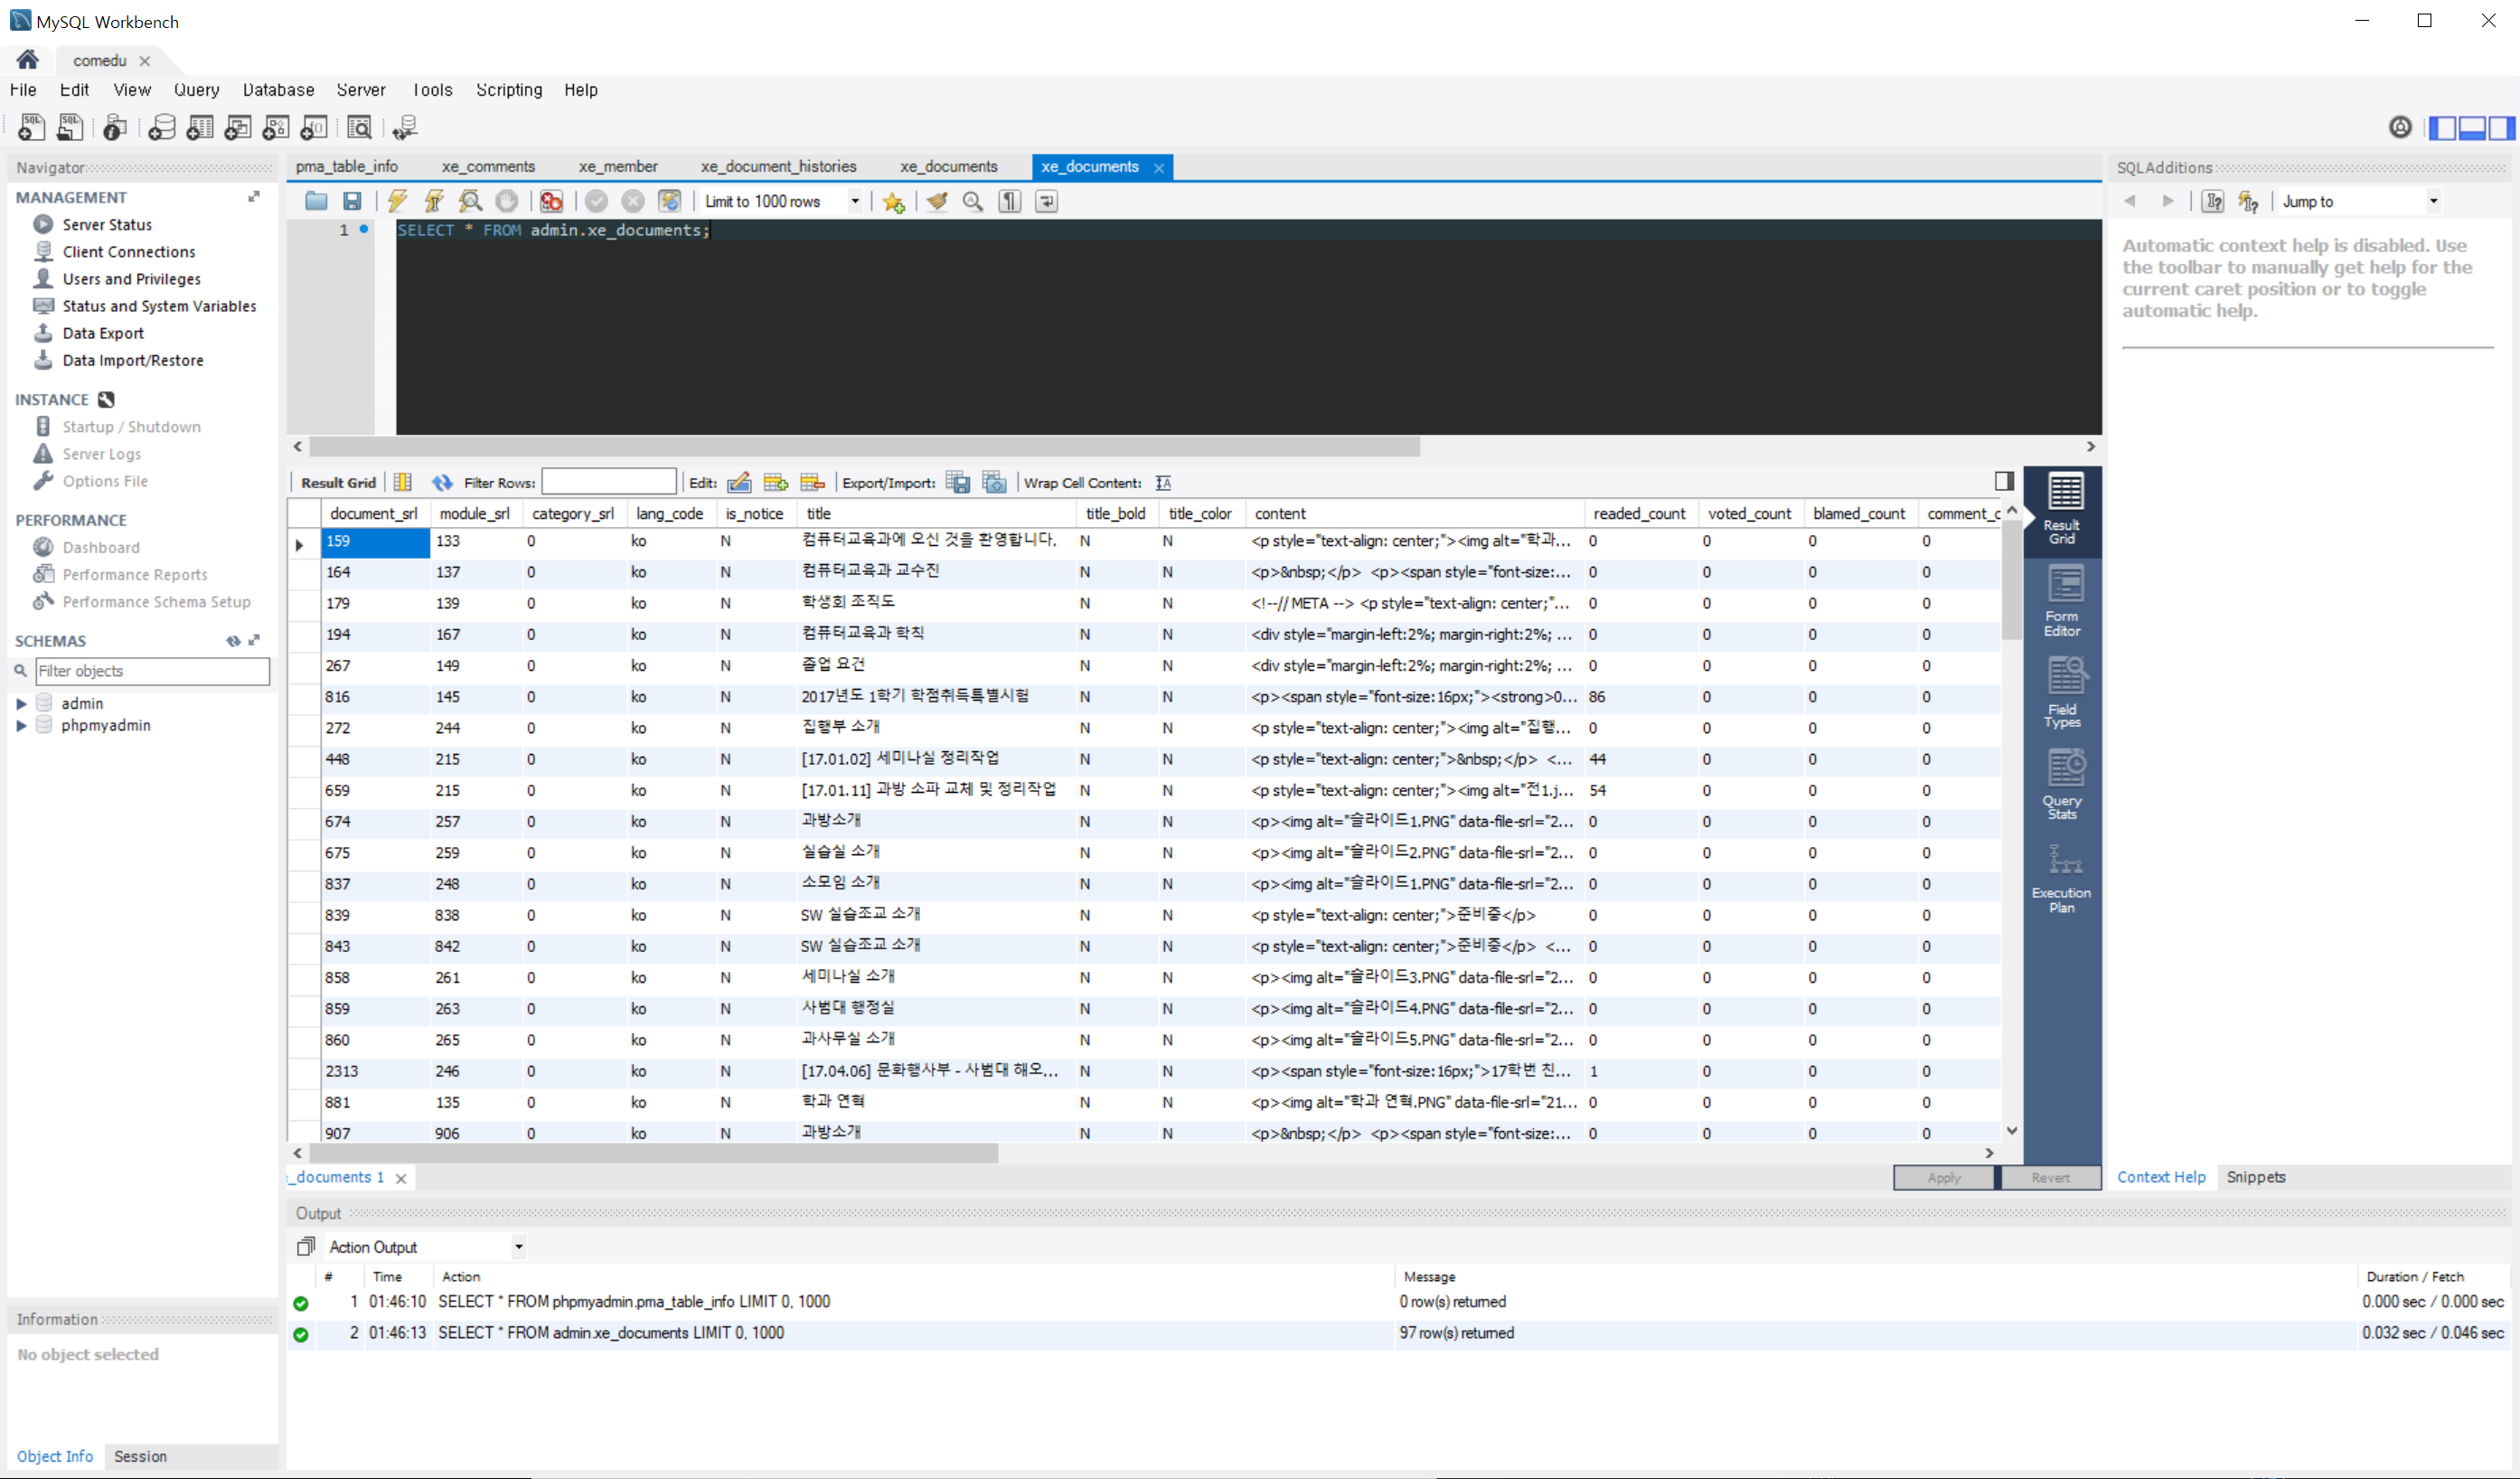 MySQL Workbench
comedu
File Edit View Query Database Server Tools Scripting Help
Navigator
MANAGEMENT
Server Status
Client Connections
Users and Privileges
Status and System Variables
Data Export
Data Import/Restore
INSTANCE
Startup / Shutdown
Server Logs
Options File
PERFORMANCE
Dashboard
Performance Reports
Performance Schema Setup
SCHEMAS
Filter objects
admin
phpmyadmin
Information
No object selected
Object Info Session
pma_table_info xe_comments xe_member xe_document_histories xe_documents xe_documents
Limit to 1000 rows
1 SELECT * FROM admin.xe_documents;
Result Grid Filter Rows: Edit: Export/Import: Wrap Cell Content:
document_srl module_srl category_srl lang_code is_notice title title_bold title_color content readed_count voted_count blamed_count comment_c
159 133 0 ko N 컴퓨터교육과에 오신 것을 환영합니다. N N <p style="text-align: center;"><img alt="학과... 0 0 0 0
164 137 0 ko N 컴퓨터교육과 교수진 N N <p>&nbsp;</p> <p><span style="font-size:... 0 0 0 0
179 139 0 ko N 학생회 조직도 N N <!--// META --> <p style="text-align: center;"... 0 0 0 0
194 167 0 ko N 컴퓨터교육과 학칙 N N <div style="margin-left:2%; margin-right:2%; ... 0 0 0 0
267 149 0 ko N 졸업 요건 N N <div style="margin-left:2%; margin-right:2%; ... 0 0 0 0
816 145 0 ko N 2017년도 1학기 학점취득특별시험 N N <p><span style="font-size:16px;"><strong>0... 86 0 0 0
272 244 0 ko N 집행부 소개 N N <p style="text-align: center;"><img alt="집행... 0 0 0 0
448 215 0 ko N [17.01.02] 세미나실 정리작업 N N <p style="text-align: center;">&nbsp;</p> <... 44 0 0 0
659 215 0 ko N [17.01.11] 과방 소파 교체 및 정리작업 N N <p style="text-align: center;"><img alt="전1.j... 54 0 0 0
674 257 0 ko N 과방소개 N N <p><img alt="슬라이드1.PNG" data-file-srl="2... 0 0 0 0
675 259 0 ko N 실습실 소개 N N <p><img alt="슬라이드2.PNG" data-file-srl="2... 0 0 0 0
837 248 0 ko N 소모임 소개 N N <p><img alt="슬라이드1.PNG" data-file-srl="2... 0 0 0 0
839 838 0 ko N SW 실습조교 소개 N N <p style="text-align: center;">준비중</p> 0 0 0 0
843 842 0 ko N SW 실습조교 소개 N N <p style="text-align: center;">준비중</p> <... 0 0 0 0
858 261 0 ko N 세미나실 소개 N N <p><img alt="슬라이드3.PNG" data-file-srl="2... 0 0 0 0
859 263 0 ko N 사범대 행정실 N N <p><img alt="슬라이드4.PNG" data-file-srl="2... 0 0 0 0
860 265 0 ko N 과사무실 소개 N N <p><img alt="슬라이드5.PNG" data-file-srl="2... 0 0 0 0
2313 246 0 ko N [17.04.06] 문화행사부 - 사범대 해오... N N <p><span style="font-size:16px;">17학번 친... 1 0 0 0
881 135 0 ko N 학과 연혁 N N <p><img alt="학과 연혁.PNG" data-file-srl="21... 0 0 0 0
907 906 0 ko N 과방소개 N N <p>&nbsp;</p> <p><span style="font-size:... 0 0 0 0
Result
Grid
Form
Editor
Field
Types
Query
Stats
Execution
Plan
_documents 1
Apply Revert
SQLAdditions
Jump to
Automatic context help is disabled. Use
the toolbar to manually get help for the
current caret position or to toggle
automatic help.
Context Help Snippets
Output
Action Output
# Time Action Message Duration / Fetch
1 01:46:10 SELECT * FROM phpmyadmin.pma_table_info LIMIT 0, 1000 0 row(s) returned 0.000 sec / 0.000 sec
2 01:46:13 SELECT * FROM admin.xe_documents LIMIT 0, 1000 97 row(s) returned 0.032 sec / 0.046 sec